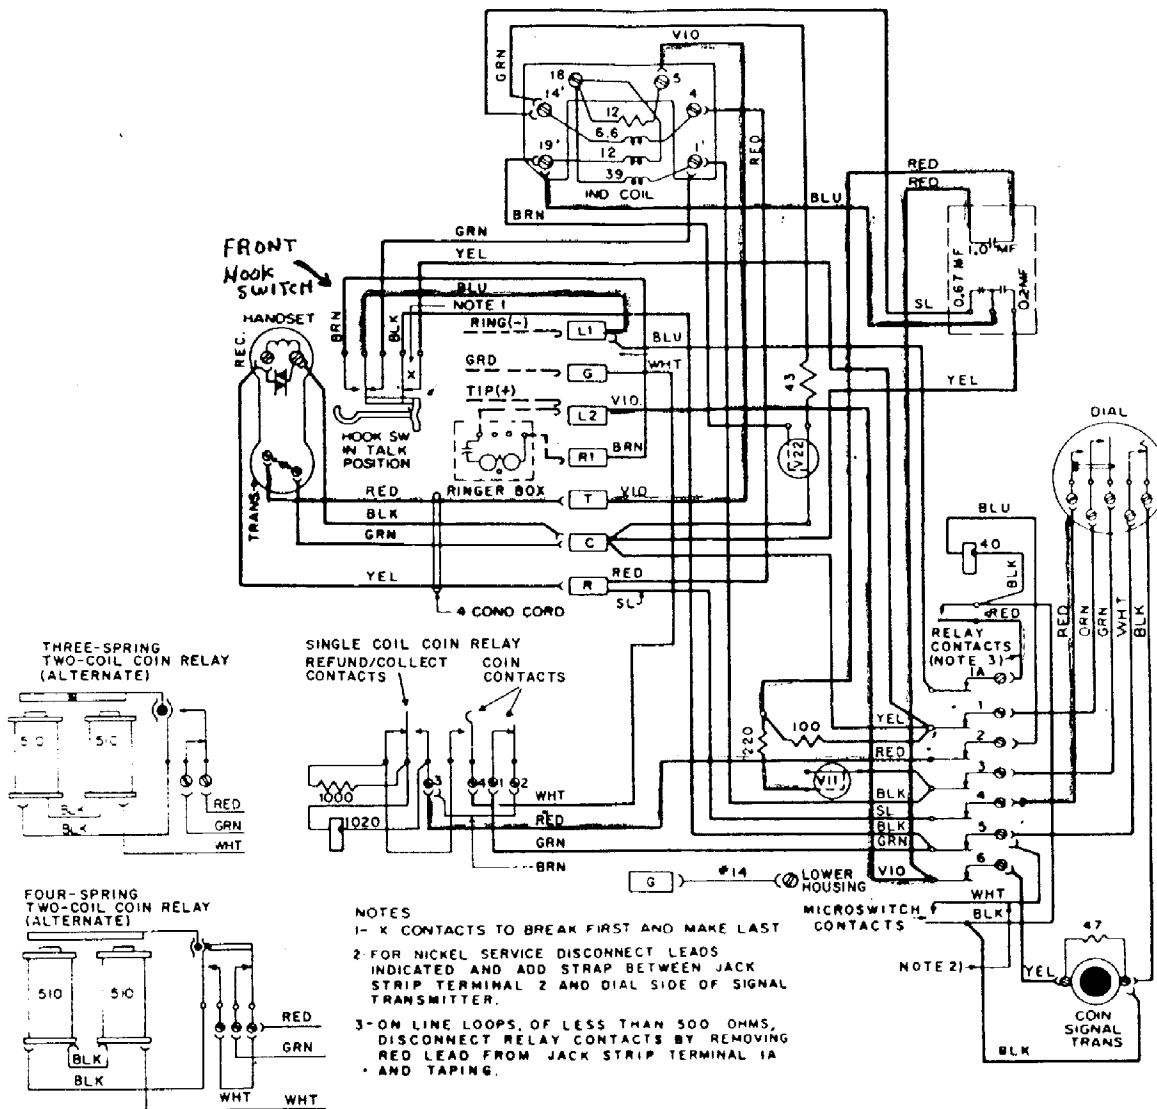 VIO
GRN
18
5
14'
4
12
6.6
19'
12
1'
39
IND COIL
RED
RED
RED
BLU
BRN
GRN
YEL
1.0 MF
0.67 MF
0.2MF
SL
FRONT
HOOK
SWITCH
BLU
NOTE 1
HANDSET
BRN
BLK
X
REC.
RING(-)
L1
BLU
GRD
G
WHT
TIP(+)
VIO.
L2
43
YEL
DIAL
HOOK SW
IN TALK
POSITION
BRN
R1
V22
RINGER BOX
RED
T
VIO
TRANS.
BLK
GRN
C
BLU
40
BLK
YEL
RED
R
SL
4 COND CORD
RED
RELAY
CONTACTS
(NOTE 3)
1A
RED
ORN
GRN
WHT
BLK
THREE-SPRING
TWO-COIL COIN RELAY
(ALTERNATE)
510
510
BLK
BLK
RED
GRN
WHT
SINGLE COIL COIN RELAY
REFUND/COLLECT
CONTACTS
COIN
CONTACTS
1000
1020
3
4
1
2
WHT
RED
GRN
BRN
220
100
V11
YEL
1
RED
2
3
BLK
4
SL
BLK
5
GRN
6
VIO
G
#14
LOWER
HOUSING
WHT
MICROSWITCH
CONTACTS
BLK
NOTE 2)
YEL
47
COIN
SIGNAL
TRANS
BLK
FOUR-SPRING
TWO-COIL COIN RELAY
(ALTERNATE)
510
510
BLK
BLK
RED
GRN
WHT
WHT
NOTES
1- X CONTACTS TO BREAK FIRST AND MAKE LAST
2 FOR NICKEL SERVICE DISCONNECT LEADS
INDICATED AND ADD STRAP BETWEEN JACK
STRIP TERMINAL 2 AND DIAL SIDE OF SIGNAL
TRANSMITTER.
3-ON LINE LOOPS, OF LESS THAN 500 OHMS,
DISCONNECT RELAY CONTACTS BY REMOVING
RED LEAD FROM JACK STRIP TERMINAL 1A
AND TAPING.